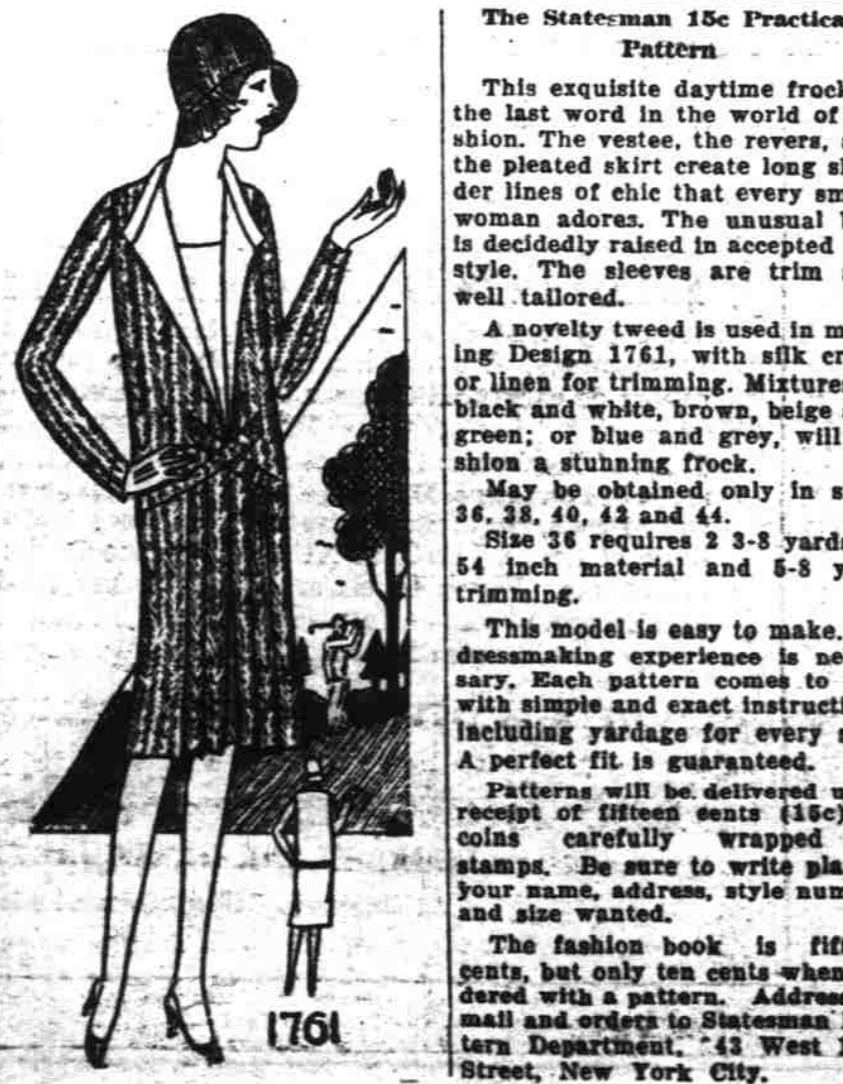 The Statesman 15c Practica
Pattern
This exquisite daytime frock
the last word in the world of
shion. The vestee, the revers,
the pleated skirt create long sl
der lines of chic that every sm
woman adores. The unusual
is decidedly raised in accepted
style. The sleeves are trim
well tailored.
A novelty tweed is used in m
ing Design 1761, with silk cr
or linen for trimming. Mixtures
black and white, brown, beige
green; or blue and grey, will
shion a stunning frock.
May be obtained only in s
36, 38, 40, 42 and 44.
Size 36 requires 2 3-8 yards
54 inch material and 5-8 y
trimming.
This model is easy to make.
dressmaking experience is ne
sary. Each pattern comes to
with simple and exact instructi
including yardage for every s
A perfect fit is guaranteed.
Patterns will be delivered u
receipt of fifteen cents (15c)
coins carefully wrapped
stamps. Be sure to write pla
your name, address, style num
and size wanted.
The fashion book is fift
cents, but only ten cents when
dered with a pattern. Address
mail and orders to Statesman
tern Department, 43 West
Street, New York City.
1761